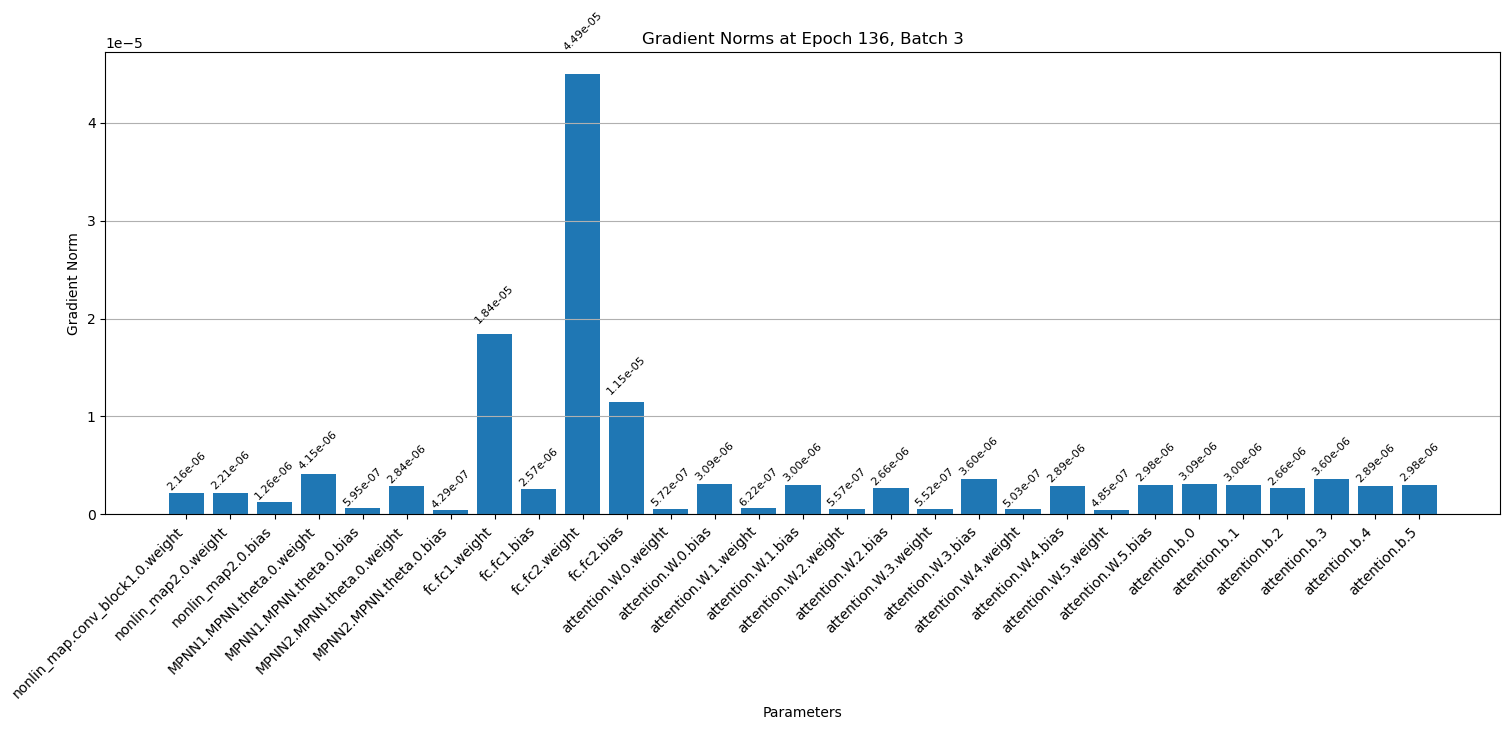 Gradient Norms at Epoch 136, Batch 3
1e−5
Gradient Norm
4
3
2
1
0
2.16e-06
2.21e-06
1.26e-06
4.15e-06
5.95e-07
2.84e-06
4.29e-07
1.84e-05
2.57e-06
4.49e-05
1.15e-05
5.72e-07
3.09e-06
6.22e-07
3.00e-06
5.57e-07
2.66e-06
5.52e-07
3.60e-06
5.03e-07
2.89e-06
4.85e-07
2.98e-06
3.09e-06
3.00e-06
2.66e-06
3.60e-06
2.89e-06
2.98e-06
nonlin_map.conv_block1.0.weight
nonlin_map2.0.weight
nonlin_map2.0.bias
MPNN1.MPNN.theta.0.weight
MPNN1.MPNN.theta.0.bias
MPNN2.MPNN.theta.0.weight
MPNN2.MPNN.theta.0.bias
fc.fc1.weight
fc.fc1.bias
fc.fc2.weight
fc.fc2.bias
attention.W.0.weight
attention.W.0.bias
attention.W.1.weight
attention.W.1.bias
attention.W.2.weight
attention.W.2.bias
attention.W.3.weight
attention.W.3.bias
attention.W.4.weight
attention.W.4.bias
attention.W.5.weight
attention.W.5.bias
attention.b.0
attention.b.1
attention.b.2
attention.b.3
attention.b.4
attention.b.5
Parameters